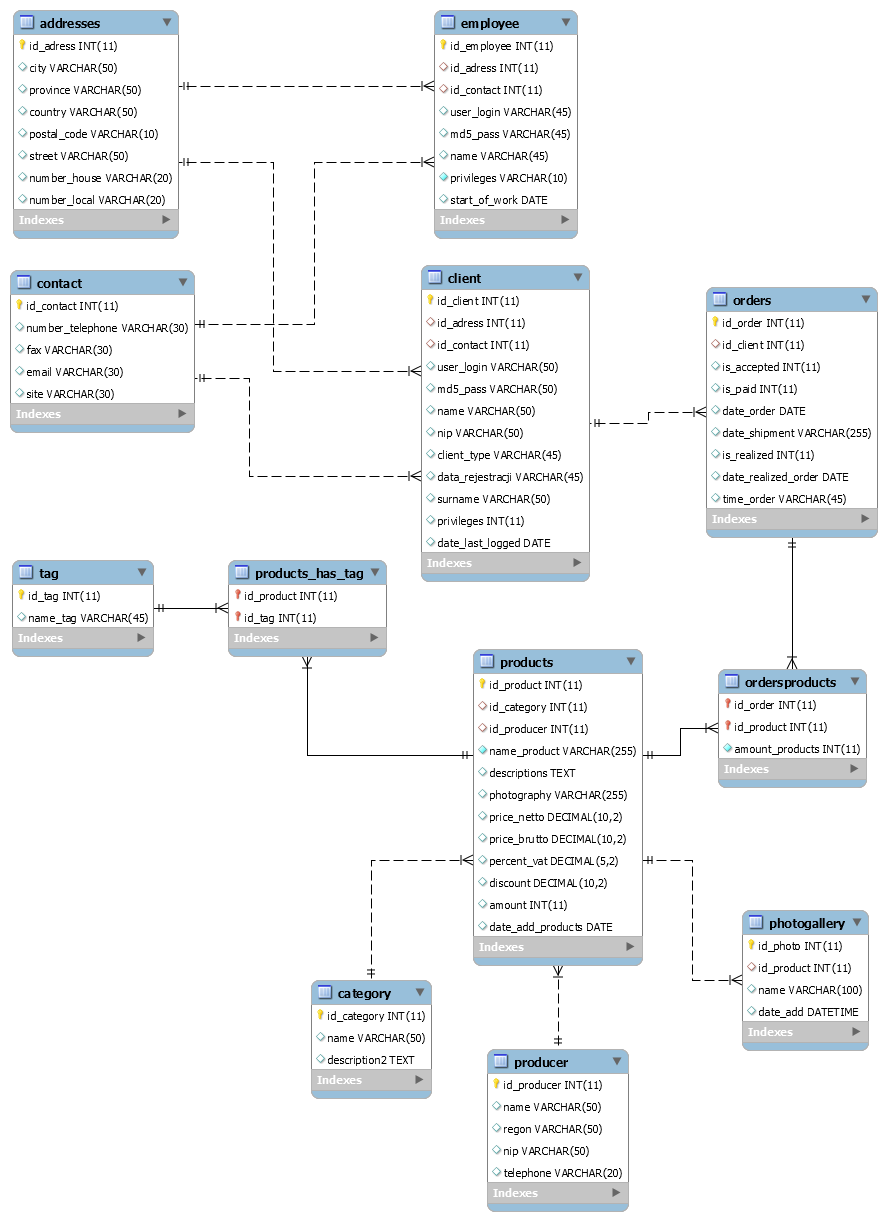 addresses
id_adress INT(11)
city VARCHAR(50)
province VARCHAR(50)
country VARCHAR(50)
postal_code VARCHAR(10)
street VARCHAR(50)
number_house VARCHAR(20)
number_local VARCHAR(20)
Indexes
employee
id_employee INT(11)
id_adress INT(11)
id_contact INT(11)
user_login VARCHAR(45)
md5_pass VARCHAR(45)
name VARCHAR(45)
privileges VARCHAR(10)
start_of_work DATE
Indexes
contact
id_contact INT(11)
number_telephone VARCHAR(30)
fax VARCHAR(30)
email VARCHAR(30)
site VARCHAR(30)
Indexes
client
id_client INT(11)
id_adress INT(11)
id_contact INT(11)
user_login VARCHAR(50)
md5_pass VARCHAR(50)
name VARCHAR(50)
nip VARCHAR(50)
client_type VARCHAR(45)
data_rejestracji VARCHAR(45)
surname VARCHAR(50)
privileges INT(11)
date_last_logged DATE
Indexes
orders
id_order INT(11)
id_client INT(11)
is_accepted INT(11)
is_paid INT(11)
date_order DATE
date_shipment VARCHAR(255)
is_realized INT(11)
date_realized_order DATE
time_order VARCHAR(45)
Indexes
tag
id_tag INT(11)
name_tag VARCHAR(45)
Indexes
products_has_tag
id_product INT(11)
id_tag INT(11)
Indexes
products
id_product INT(11)
id_category INT(11)
id_producer INT(11)
name_product VARCHAR(255)
descriptions TEXT
photography VARCHAR(255)
price_netto DECIMAL(10,2)
price_brutto DECIMAL(10,2)
percent_vat DECIMAL(5,2)
discount DECIMAL(10,2)
amount INT(11)
date_add_products DATE
Indexes
ordersproducts
id_order INT(11)
id_product INT(11)
amount_products INT(11)
Indexes
photogallery
id_photo INT(11)
id_product INT(11)
name VARCHAR(100)
date_add DATETIME
Indexes
category
id_category INT(11)
name VARCHAR(50)
description2 TEXT
Indexes
producer
id_producer INT(11)
name VARCHAR(50)
regon VARCHAR(50)
nip VARCHAR(50)
telephone VARCHAR(20)
Indexes